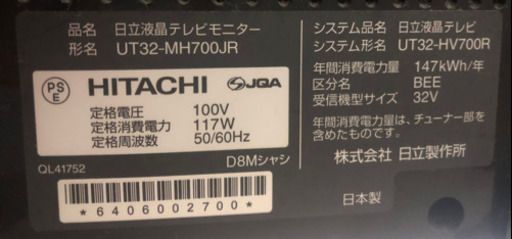 品名 日立液晶テレビモニター
形名 UT32-MH700JR
PSE
HITACHI JQA
定格電圧 100V
定格消費電力 117W
定格周波数 50/60Hz
D8Mシャシ
QL41752
*6406002700*
品名 日立液晶テレビ
システム形名 UT32-HV700R
年間消費電力量 147kWh/年
区分名 BEE
受信機型サイズ 32V
年間消費電力量は、チューナー部を
含めたものです。
株式会社 日立製作所
日本製